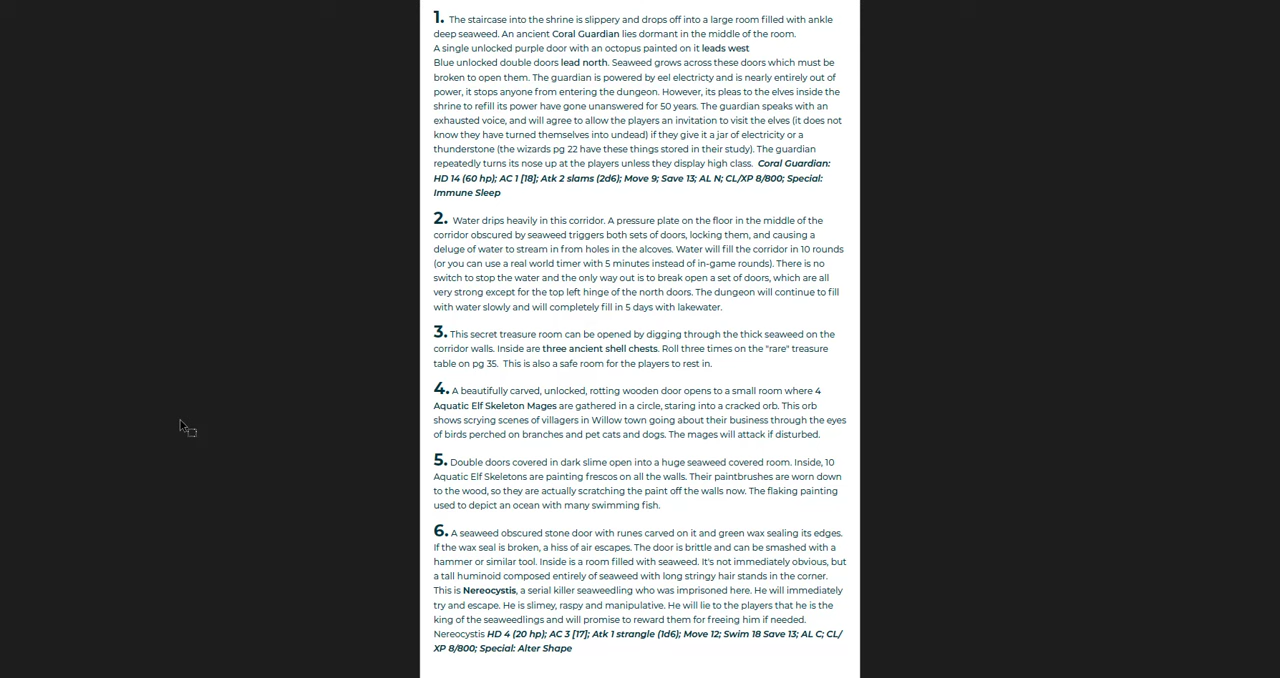 1. The staircase into the shrine is slippery and drops off into a large room filled with ankle
deep seaweed. An ancient Coral Guardian lies dormant in the middle of the room.
A single unlocked purple door with an octopus painted on it leads west
Blue unlocked double doors lead north. Seaweed grows across these doors which must be
broken to open them. The guardian is powered by eel electricty and is nearly entirely out of
power, it stops anyone from entering the dungeon. However, its pleas to the elves inside the
shrine to refill its power have gone unanswered for 50 years. The guardian speaks with an
exhausted voice, and will agree to allow the players an invitation to visit the elves (it does not
know they have turned themselves into undead) if they give it a jar of electricity or a
thunderstone (the wizards pg 22 have these things stored in their study). The guardian
repeatedly turns its nose up at the players unless they display high class. Coral Guardian:
HD 14 (60 hp); AC 1 [18]; Atk 2 slams (2d6); Move 9; Save 13; AL N; CL/XP 8/800; Special:
Immune Sleep
2. Water drips heavily in this corridor. A pressure plate on the floor in the middle of the
corridor obscured by seaweed triggers both sets of doors, locking them, and causing a
deluge of water to stream in from holes in the alcoves. Water will fill the corridor in 10 rounds
(or you can use a real world timer with 5 minutes instead of in-game rounds). There is no
switch to stop the water and the only way out is to break open a set of doors, which are all
very strong except for the top left hinge of the north doors. The dungeon will continue to fill
with water slowly and will completely fill in 5 days with lakewater.
3. This secret treasure room can be opened by digging through the thick seaweed on the
corridor walls. Inside are three ancient shell chests. Roll three times on the "rare" treasure
table on pg 35. This is also a safe room for the players to rest in.
4. A beautifully carved, unlocked, rotting wooden door opens to a small room where 4
Aquatic Elf Skeleton Mages are gathered in a circle, staring into a cracked orb. This orb
shows scrying scenes of villagers in Willow town going about their business through the eyes
of birds perched on branches and pet cats and dogs. The mages will attack if disturbed.
5. Double doors covered in dark slime open into a huge seaweed covered room. Inside, 10
Aquatic Elf Skeletons are painting frescos on all the walls. Their paintbrushes are worn down
to the wood, so they are actually scratching the paint off the walls now. The flaking painting
used to depict an ocean with many swimming fish.
6. A seaweed obscured stone door with runes carved on it and green wax sealing its edges.
If the wax seal is broken, a hiss of air escapes. The door is brittle and can be smashed with a
hammer or similar tool. Inside is a room filled with seaweed. It's not immediately obvious, but
a tall huminoid composed entirely of seaweed with long stringy hair stands in the corner.
This is Nereocystis, a serial killer seaweedling who was imprisoned here. He will immediately
try and escape. He is slimey, raspy and manipulative. He will lie to the players that he is the
king of the seaweedlings and will promise to reward them for freeing him if needed.
Nereocystis HD 4 (20 hp); AC 3 [17]; Atk 1 strangle (1d6); Move 12; Swim 18 Save 13; AL C; CL/
XP 8/800; Special: Alter Shape